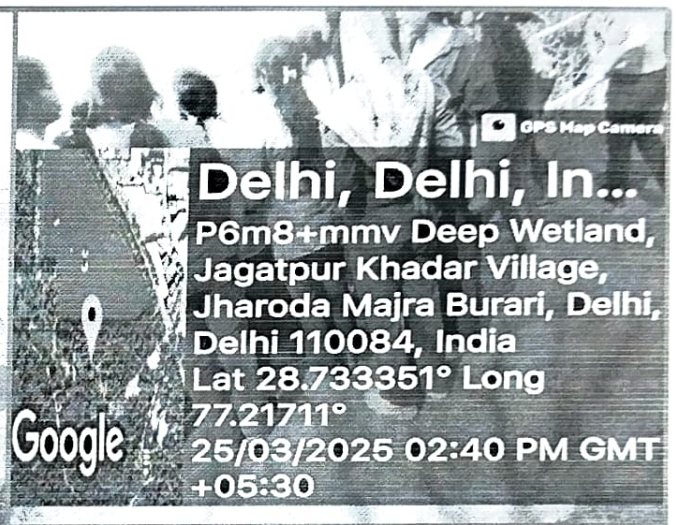 GPS Map Camera
Delhi, Delhi, In...
P6m8+mmv Deep Wetland,
Jagatpur Khadar Village,
Jharoda Majra Burari, Delhi,
Delhi 110084, India
Lat 28.733351° Long
77.21711°
25/03/2025 02:40 PM GMT
+05:30
Google